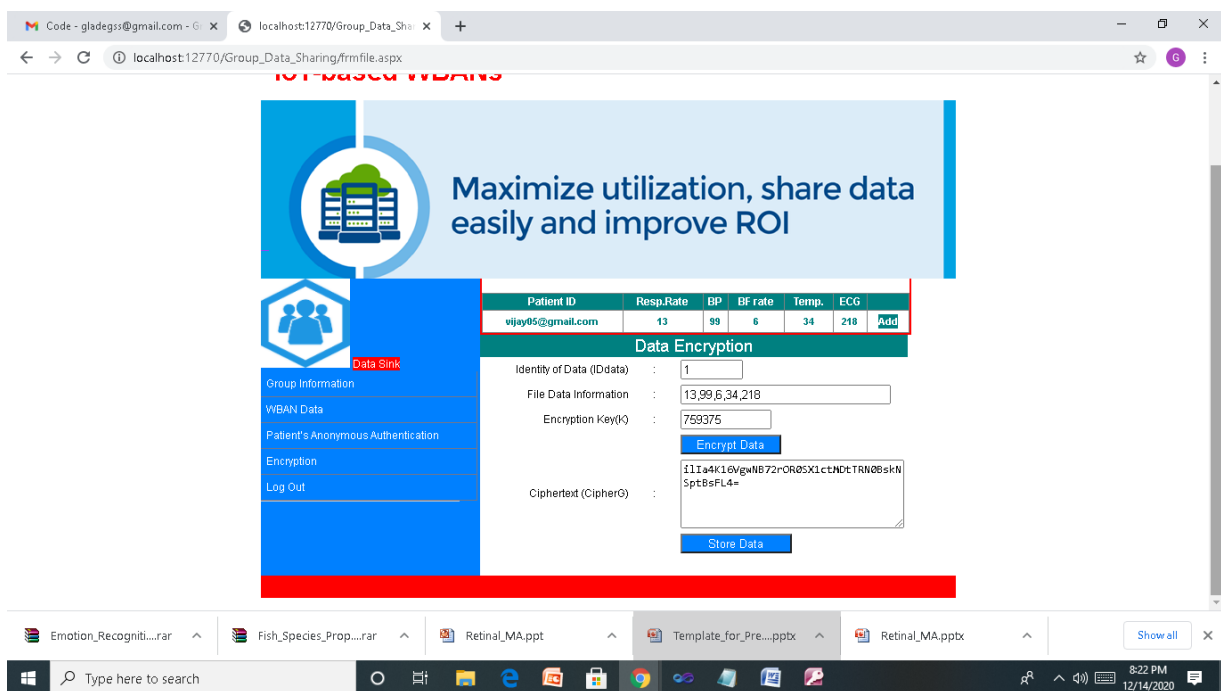 Code - gladegss@gmail.com - G
localhost:12770/Group_Data_Shar
localhost:12770/Group_Data_Sharing/frmfile.aspx
G
IoT-based WBANs
Maximize utilization, share data
easily and improve ROI
Patient ID Resp.Rate BP BF rate Temp. ECG
vijay05@gmail.com 13 99 6 34 218 Add
Data Sink
Group Information
WBAN Data
Patient's Anonymous Authentication
Encryption
Log Out
Data Encryption
Identity of Data (IDdata) : 1
File Data Information : 13,99,6,34,218
Encryption Key(K) : 759375
Encrypt Data
Ciphertext (CipherG) :
ilIa4K16VgwNB72rOR0SX1ctMDtTRN0BskN
SptBsFL4=
Store Data
Emotion_Recogniti....rar Fish_Species_Prop....rar Retinal_MA.ppt Template_for_Pre....pptx Retinal_MA.pptx Show all
Type here to search
8:22 PM
12/14/2020